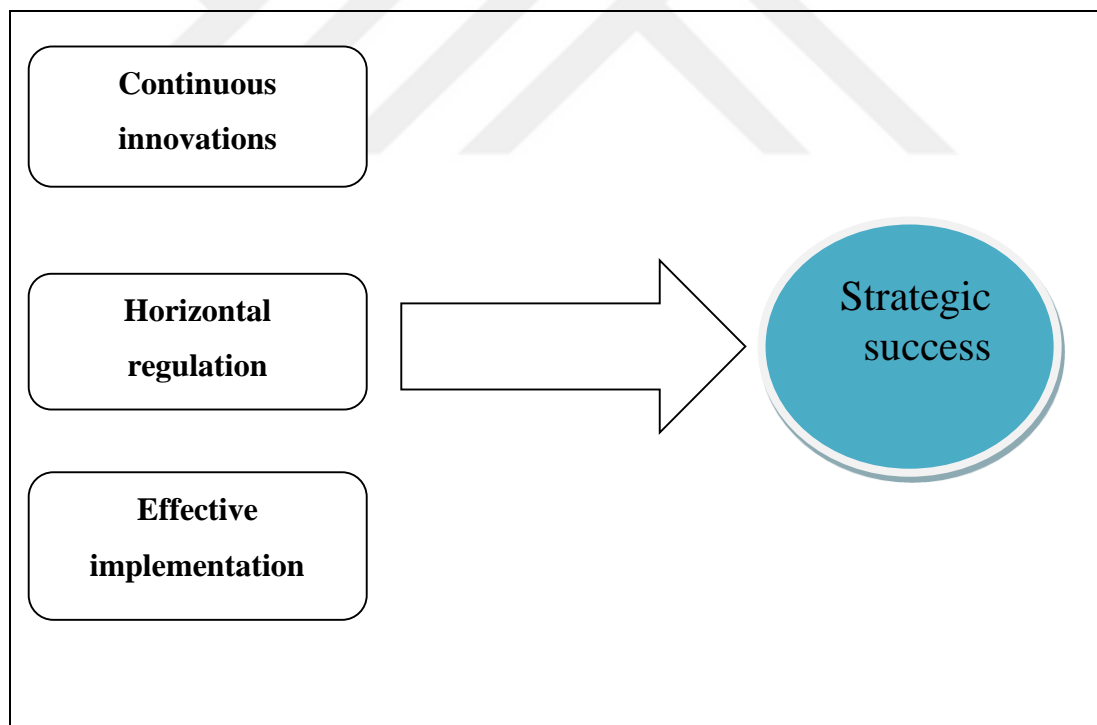 Continuous
innovations
Horizontal
regulation
Strategic
success
Effective
implementation